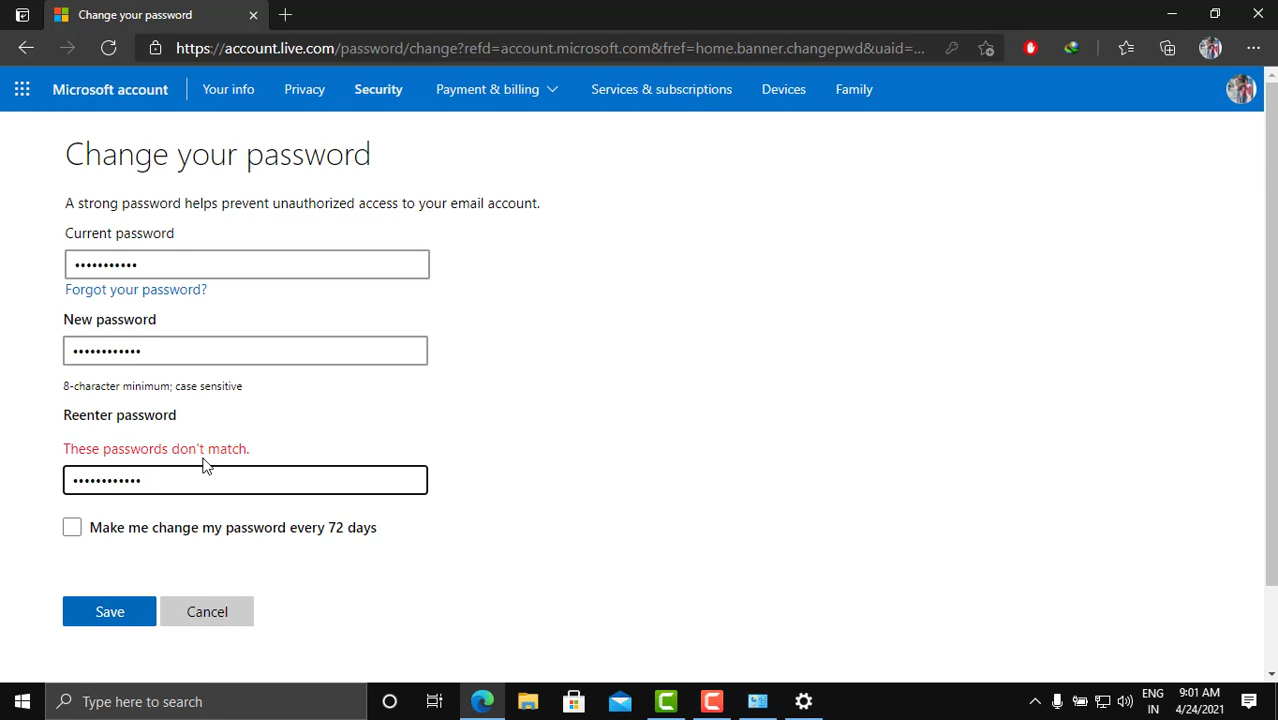 Change your password
https://account.live.com/password/change?refd=account.microsoft.com&fref=home.banner.changepwd&uaid=...
Microsoft account
Your info
Privacy
Security
Payment & billing
Services & subscriptions
Devices
Family
Change your password
A strong password helps prevent unauthorized access to your email account.
Current password
•••••••••••
Forgot your password?
New password
••••••••••••
8-character minimum; case sensitive
Reenter password
These passwords don't match.
••••••••••••
Make me change my password every 72 days
Save
Cancel
Type here to search
ENG
IN
9:01 AM
4/24/2021